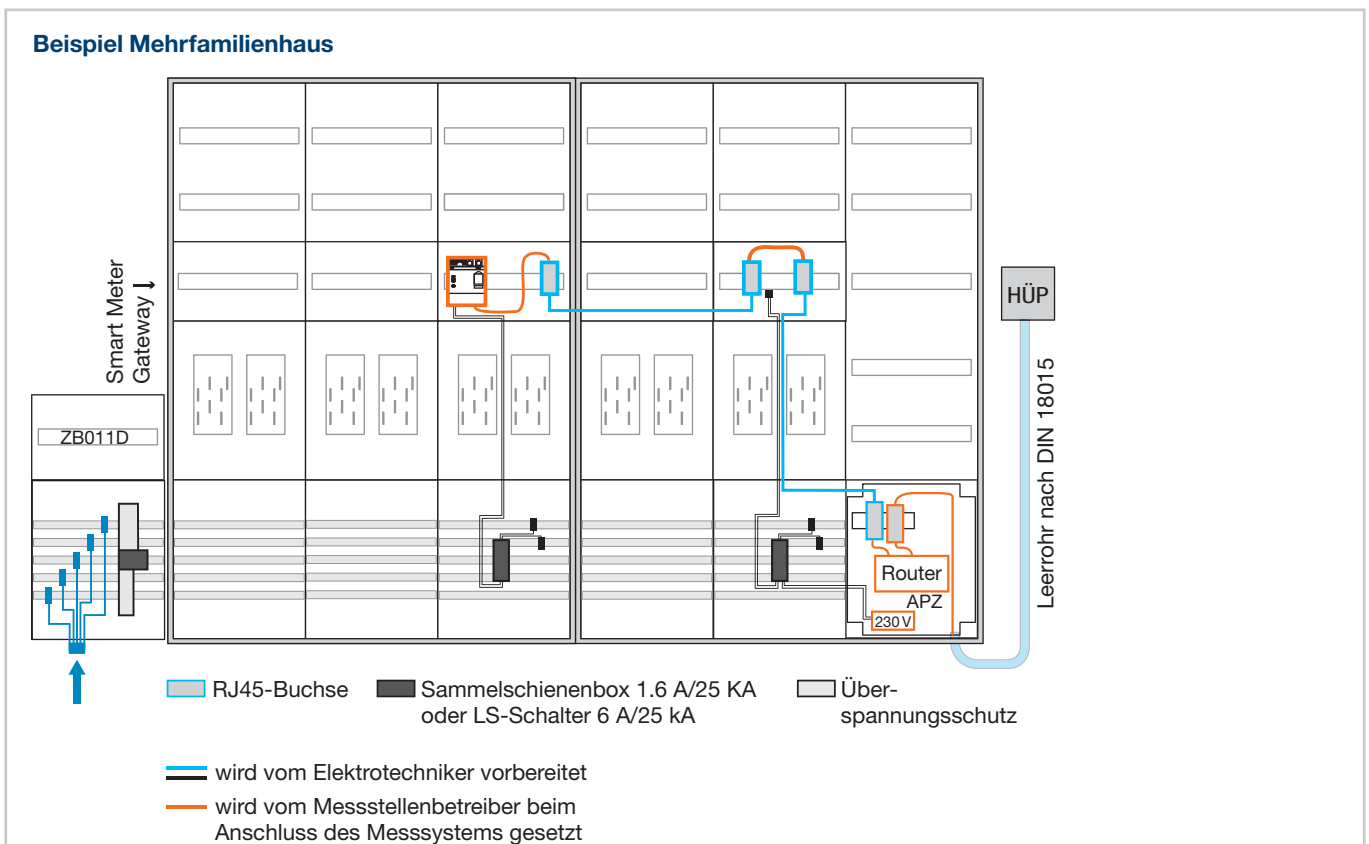 Beispiel Mehrfamilienhaus
Smart Meter
Gateway ↓
HÜP
Leerrohr nach DIN 18015
ZB011D
Router
APZ
230 V
RJ45-Buchse
Sammelschienenbox 1.6 A/25 KA
oder LS-Schalter 6 A/25 kA
Über-
spannungsschutz
wird vom Elektrotechniker vorbereitet
wird vom Messstellenbetreiber beim
Anschluss des Messsystems gesetzt